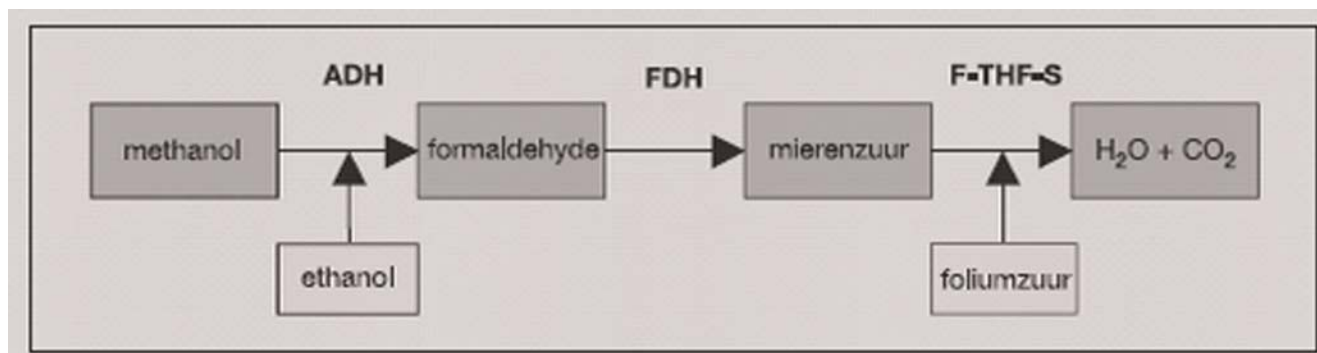 ADH FDH F-THF-S
methanol formaldehyde mierenzuur H₂O + CO₂
ethanol foliumzuur